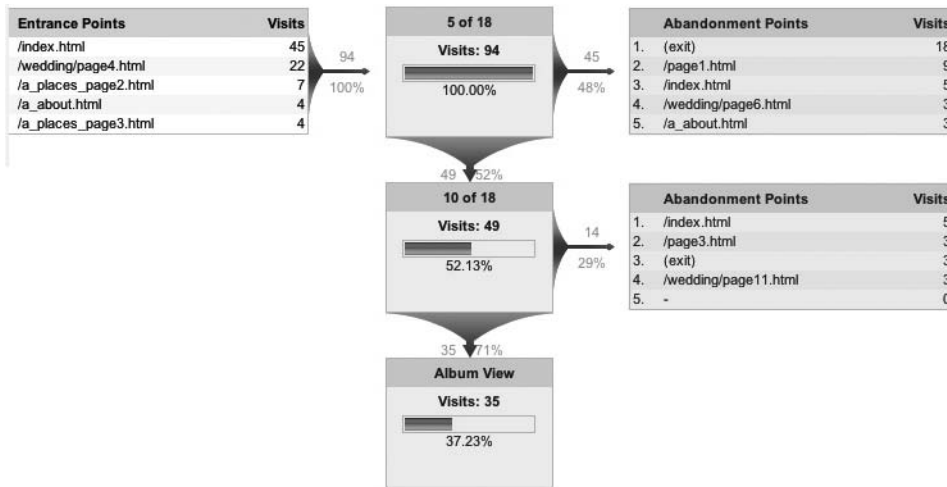 Entrance Points Visits
/index.html 45
/wedding/page4.html 22
/a_places_page2.html 7
/a_about.html 4
/a_places_page3.html 4
94
100%
5 of 18
Visits: 94
100.00%
45
48%
Abandonment Points Visits
1. (exit) 18
2. /page1.html 9
3. /index.html 5
4. /wedding/page6.html 3
5. /a_about.html 3
49 52%
10 of 18
Visits: 49
52.13%
14
29%
Abandonment Points Visits
1. /index.html 5
2. /page3.html 3
3. (exit) 3
4. /wedding/page11.html 3
5. - 0
35 71%
Album View
Visits: 35
37.23%